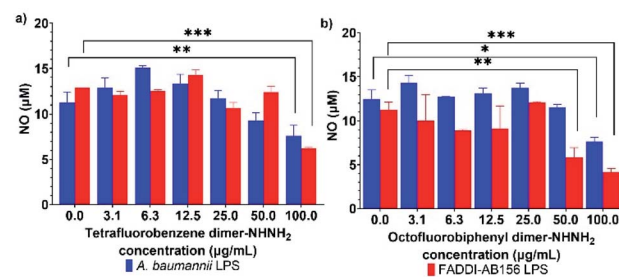 a)
***
**
20
15
10
5
0
NO (µM)
0.0 3.1 6.3 12.5 25.0 50.0 100.0
Tetrafluorobenzene dimer-NHNH₂
concentration (µg/mL)
A. baumannii LPS
b)
***
*
**
20
15
10
5
0
NO (µM)
0.0 3.1 6.3 12.5 25.0 50.0 100.0
Octofluorobiphenyl dimer-NHNH₂
concentration (µg/mL)
FADDI-AB156 LPS